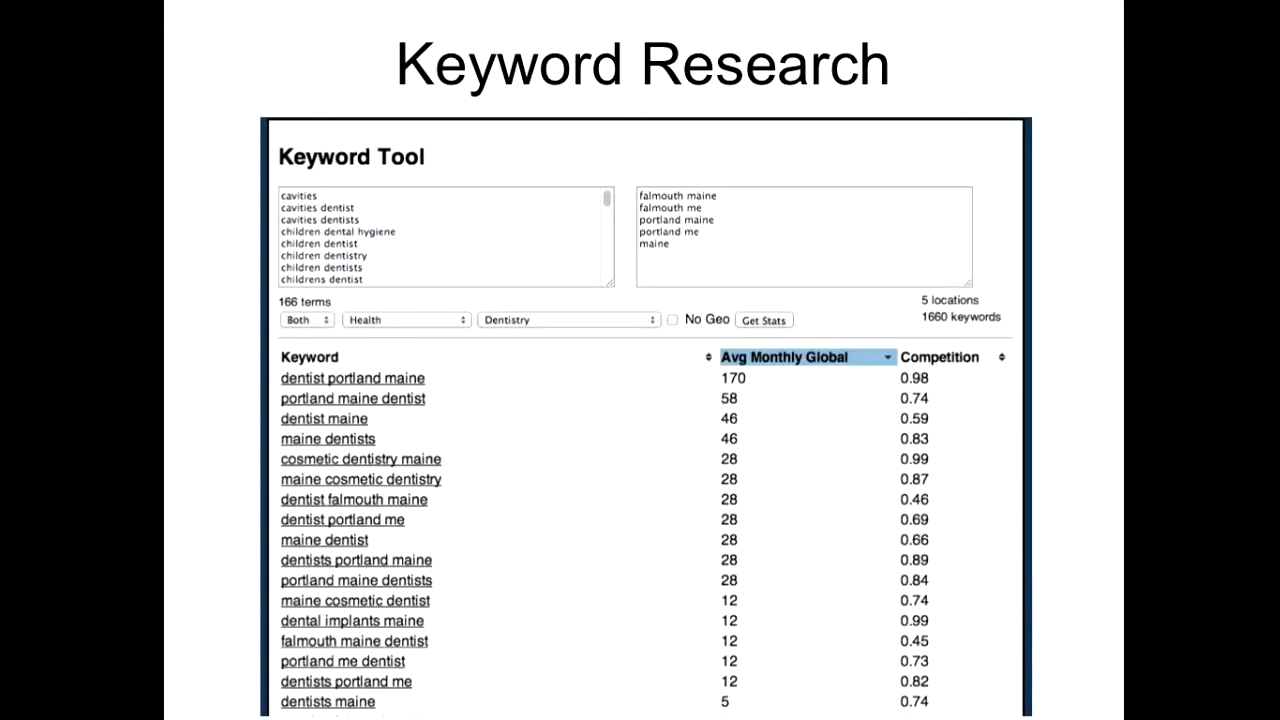 Keyword Research
Keyword Tool
cavities
cavities dentist
cavities dentists
children dental hygiene
children dentist
children dentistry
children dentists
childrens dentist
falmouth maine
falmouth me
portland maine
portland me
maine
166 terms
5 locations
Both Health Dentistry No Geo Get Stats
1660 keywords
Keyword Avg Monthly Global Competition
dentist portland maine 170 0.98
portland maine dentist 58 0.74
dentist maine 46 0.59
maine dentists 46 0.83
cosmetic dentistry maine 28 0.99
maine cosmetic dentistry 28 0.87
dentist falmouth maine 28 0.46
dentist portland me 28 0.69
maine dentist 28 0.66
dentists portland maine 28 0.89
portland maine dentists 28 0.84
maine cosmetic dentist 12 0.74
dental implants maine 12 0.99
falmouth maine dentist 12 0.45
portland me dentist 12 0.73
dentists portland me 12 0.82
dentists maine 5 0.74